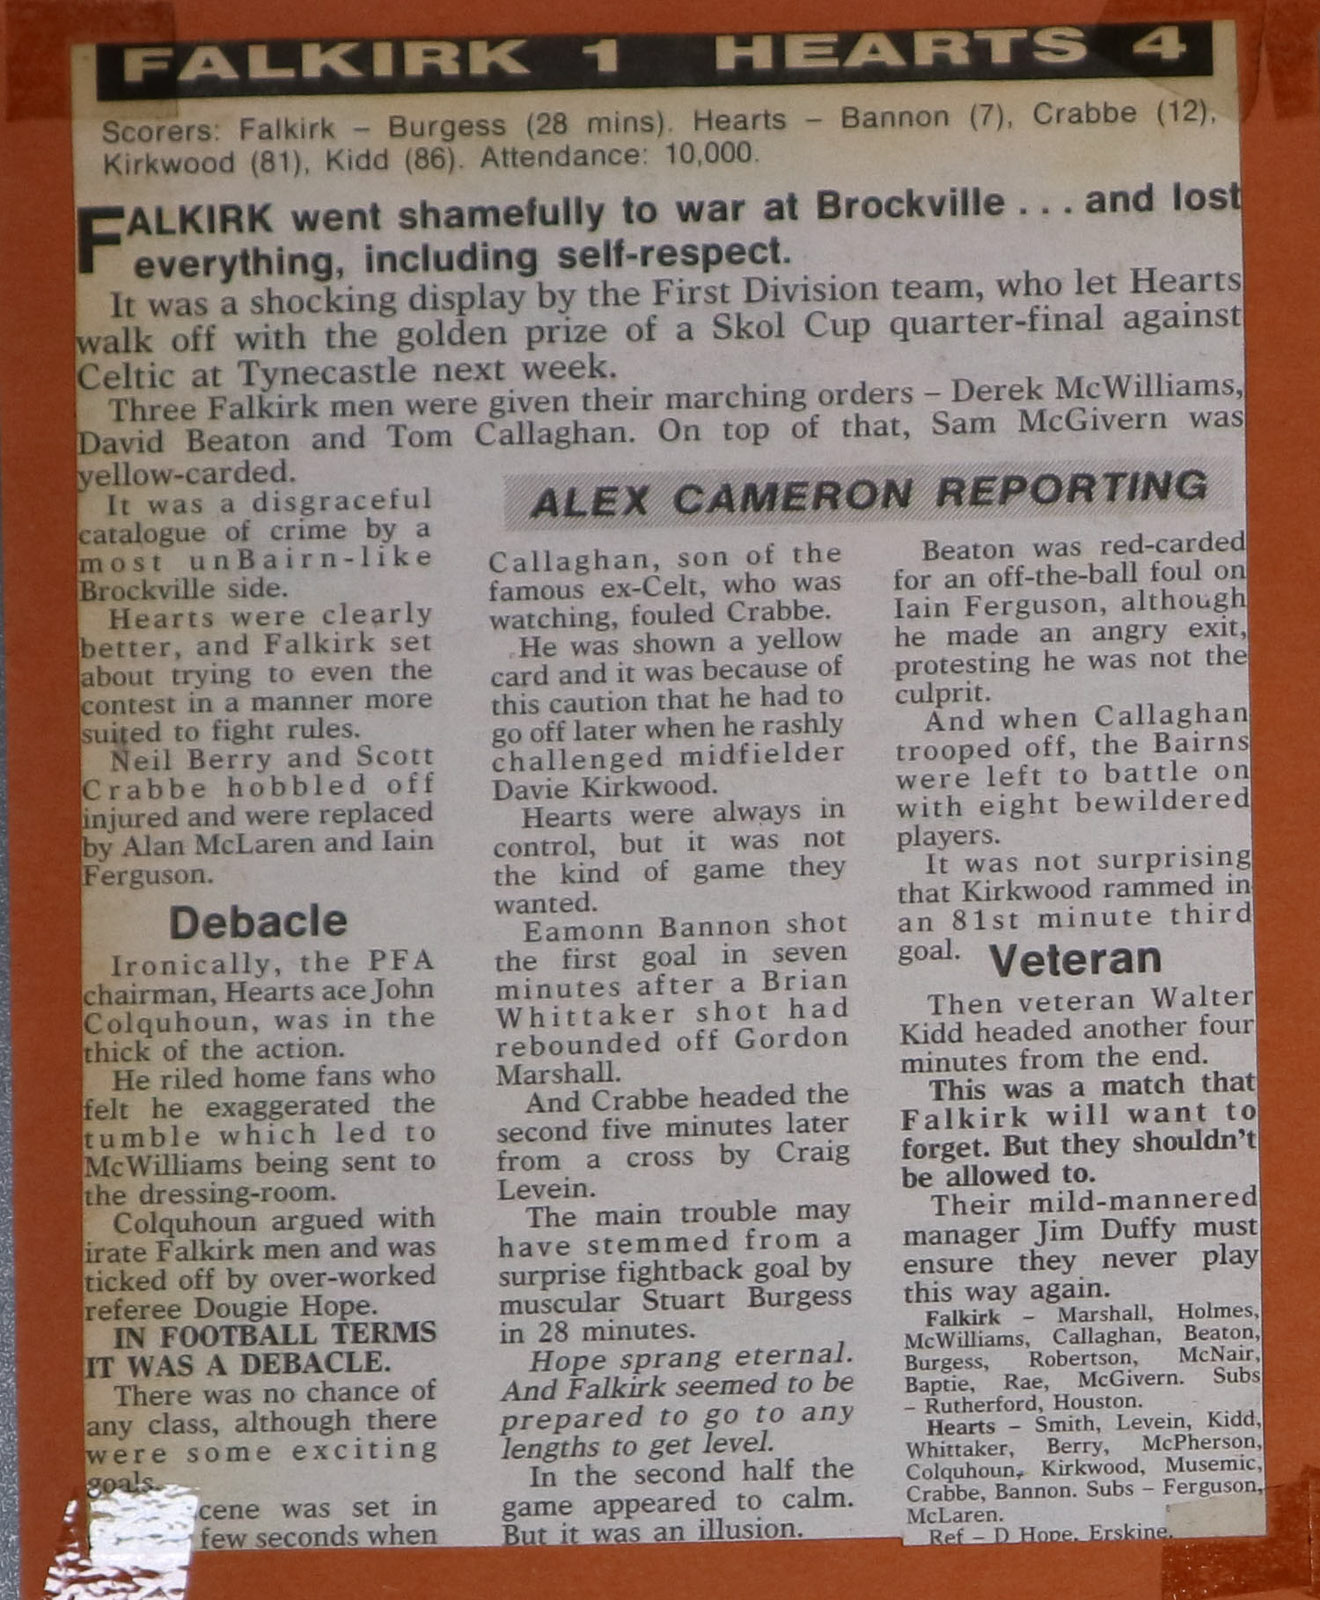 FALKIRK 1 HEARTS 4
Scorers: Falkirk – Burgess (28 mins). Hearts – Bannon (7), Crabbe (12),
Kirkwood (81), Kidd (86). Attendance: 10,000.
FALKIRK went shamefully to war at Brockville . . . and lost
everything, including self-respect.
It was a shocking display by the First Division team, who let Hearts
walk off with the golden prize of a Skol Cup quarter-final against
Celtic at Tynecastle next week.
Three Falkirk men were given their marching orders – Derek McWilliams,
David Beaton and Tom Callaghan. On top of that, Sam McGivern was
yellow-carded.
It was a disgraceful
catalogue of crime by a
most unBairn-like
Brockville side.
Hearts were clearly
better, and Falkirk set
about trying to even the
contest in a manner more
suited to fight rules.
Neil Berry and Scott
Crabbe hobbled off
injured and were replaced
by Alan McLaren and Iain
Ferguson.
Debacle
Ironically, the PFA
chairman, Hearts ace John
Colquhoun, was in the
thick of the action.
He riled home fans who
felt he exaggerated the
tumble which led to
McWilliams being sent to
the dressing-room.
Colquhoun argued with
irate Falkirk men and was
ticked off by over-worked
referee Dougie Hope.
IN FOOTBALL TERMS
IT WAS A DEBACLE.
There was no chance of
any class, although there
were some exciting
goals.
cene was set in
few seconds when
ALEX CAMERON REPORTING
Callaghan, son of the
famous ex-Celt, who was
watching, fouled Crabbe.
He was shown a yellow
card and it was because of
this caution that he had to
go off later when he rashly
challenged midfielder
Davie Kirkwood.
Hearts were always in
control, but it was not
the kind of game they
wanted.
Eamonn Bannon shot
the first goal in seven
minutes after a Brian
Whittaker shot had
rebounded off Gordon
Marshall.
And Crabbe headed the
second five minutes later
from a cross by Craig
Levein.
The main trouble may
have stemmed from a
surprise fightback goal by
muscular Stuart Burgess
in 28 minutes.
Hope sprang eternal.
And Falkirk seemed to be
prepared to go to any
lengths to get level.
In the second half the
game appeared to calm.
But it was an illusion.
Beaton was red-carded
for an off-the-ball foul on
Iain Ferguson, although
he made an angry exit,
protesting he was not the
culprit.
And when Callaghan
trooped off, the Bairns
were left to battle on
with eight bewildered
players.
It was not surprising
that Kirkwood rammed in
an 81st minute third
goal.
Veteran
Then veteran Walter
Kidd headed another four
minutes from the end.
This was a match that
Falkirk will want to
forget. But they shouldn't
be allowed to.
Their mild-mannered
manager Jim Duffy must
ensure they never play
this way again.
Falkirk – Marshall, Holmes,
McWilliams, Callaghan, Beaton,
Burgess, Robertson, McNair,
Baptie, Rae, McGivern. Subs
– Rutherford, Houston.
Hearts – Smith, Levein, Kidd,
Whittaker, Berry, McPherson,
Colquhoun, Kirkwood, Musemic,
Crabbe, Bannon. Subs – Ferguson,
McLaren.
Ref – D Hope, Erskine.